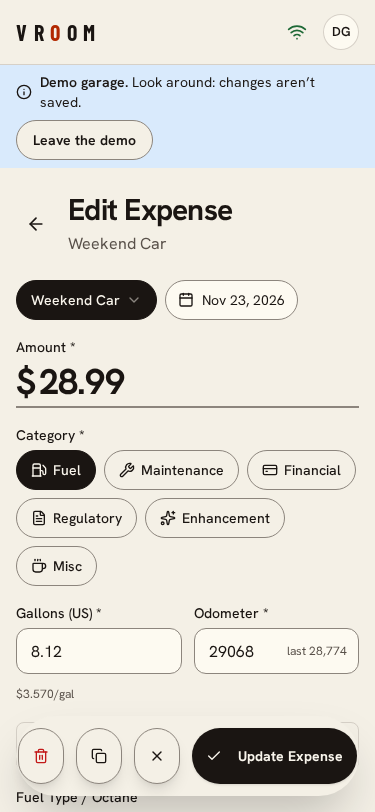 VROOM
DG
Demo garage. Look around: changes aren't
saved.
Leave the demo
Edit Expense
Weekend Car
Weekend Car
Nov 23, 2026
Amount *
$28.99
Category *
Fuel
Maintenance
Financial
Regulatory
Enhancement
Misc
Gallons (US) *
Odometer *
8.12
29068
last 28,774
$3.570/gal
Update Expense
Fuel Type / Octane